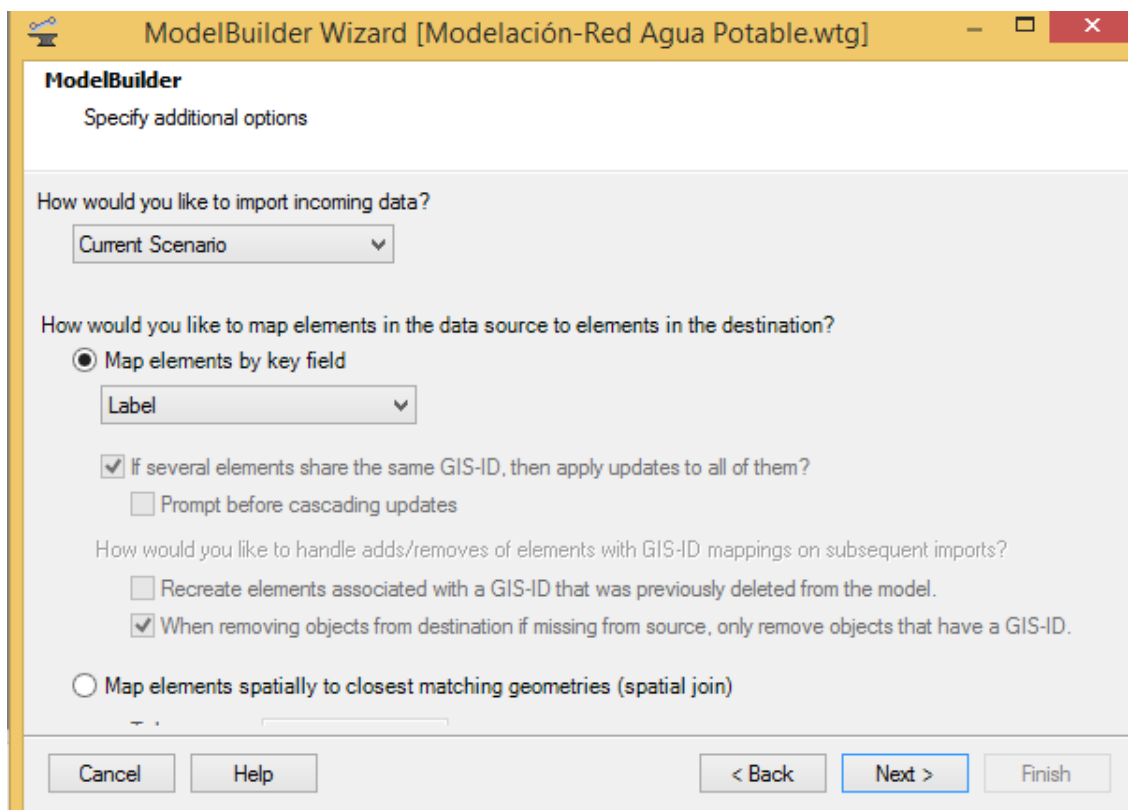 ModelBuilder Wizard [Modelación-Red Agua Potable.wtg]
ModelBuilder
Specify additional options
How would you like to import incoming data?
Current Scenario
How would you like to map elements in the data source to elements in the destination?
Map elements by key field
Label
If several elements share the same GIS-ID, then apply updates to all of them?
Prompt before cascading updates
How would you like to handle adds/removes of elements with GIS-ID mappings on subsequent imports?
Recreate elements associated with a GIS-ID that was previously deleted from the model.
When removing objects from destination if missing from source, only remove objects that have a GIS-ID.
Map elements spatially to closest matching geometries (spatial join)
Cancel Help < Back Next > Finish